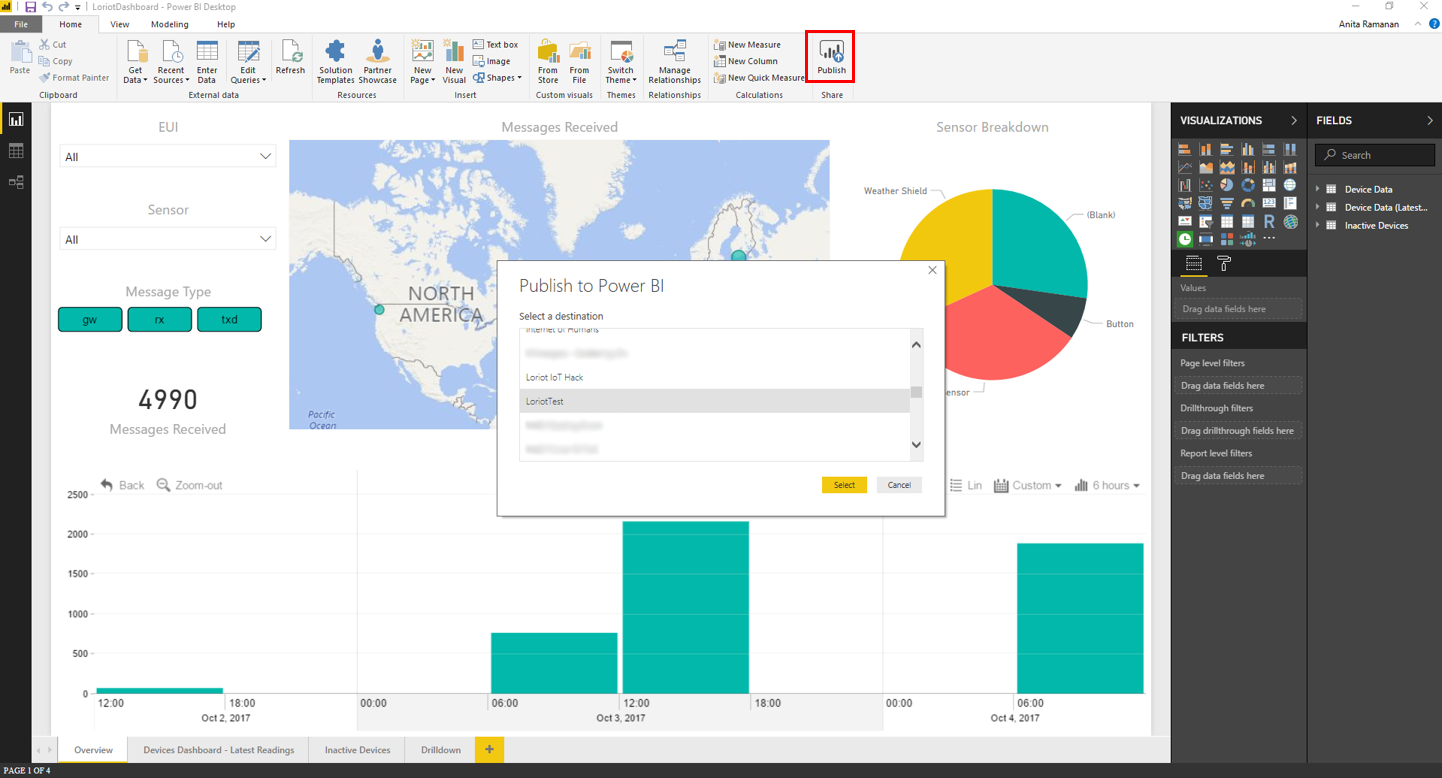 LoriotDashboard - Power BI Desktop
File Home View Modeling Help Anita Ramanan
Paste
Cut
Copy
Format Painter
Clipboard
Get Data
Recent Sources
Enter Data
Edit Queries
Refresh
External data
Solution Templates
Partner Showcase
Resources
New Page
New Visual
Text box
Image
Shapes
Insert
From Store
From File
Custom visuals
Switch Theme
Themes
Manage Relationships
Relationships
New Measure
New Column
New Quick Measure
Calculations
Publish
Share
EUI
All
Sensor
All
Message Type
gw rx txd
4990
Messages Received
Messages Received
NORTH
AMERICA
Pacific
Ocean
Sensor Breakdown
Weather Shield
(Blank)
Button
ensor
Publish to Power BI
Select a destination
Internet of Humans
Loriot IoT Hack
LoriotTest
Select Cancel
Back Zoom-out
Lin Custom 6 hours
2500
2000
1500
1000
500
0
12:00 18:00 00:00 06:00 12:00 18:00 00:00 06:00
Oct 2, 2017 Oct 3, 2017 Oct 4, 2017
VISUALIZATIONS
R
123
Values
Drag data fields here
FILTERS
Page level filters
Drag data fields here
Drillthrough filters
Drag drillthrough fields here
Report level filters
Drag data fields here
FIELDS
Search
Device Data
Device Data (Latest...
Inactive Devices
Overview Devices Dashboard - Latest Readings Inactive Devices Drilldown +
PAGE 1 OF 4